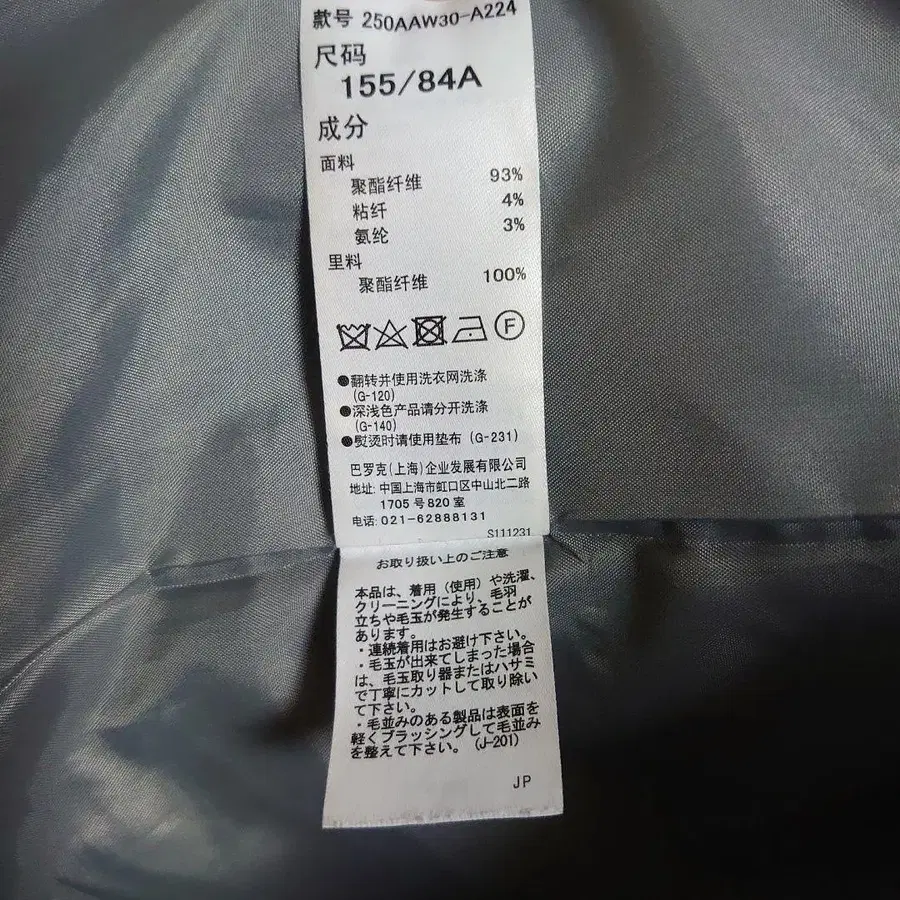 款号 250AAW30-A224
尺码
155/84A
成分
面料
聚酯纤维 93%
粘纤 4%
氨纶 3%
里料
聚酯纤维 100%
F
●翻转并使用洗衣网洗涤
(G-120)
●深浅色产品请分开洗涤
(G-140)
●熨烫时请使用垫布 (G-231)
巴罗克(上海)企业发展有限公司
地址: 中国上海市虹口区中山北二路
1705 号 820 室
电话: 021-62888131
S111231
お取り扱い上のご注意
本品は、着用（使用）や洗濯、
クリーニングにより、毛羽
立ちや毛玉が発生することが
あります。
・連続着用はお避け下さい。
・毛玉が出来てしまった場合
は、毛玉取り器またはハサミ
で丁寧にカットして取り除い
て下さい。
・毛並みのある製品は表面を
軽くブラッシングして毛並み
を整えて下さい。（J-201）
JP